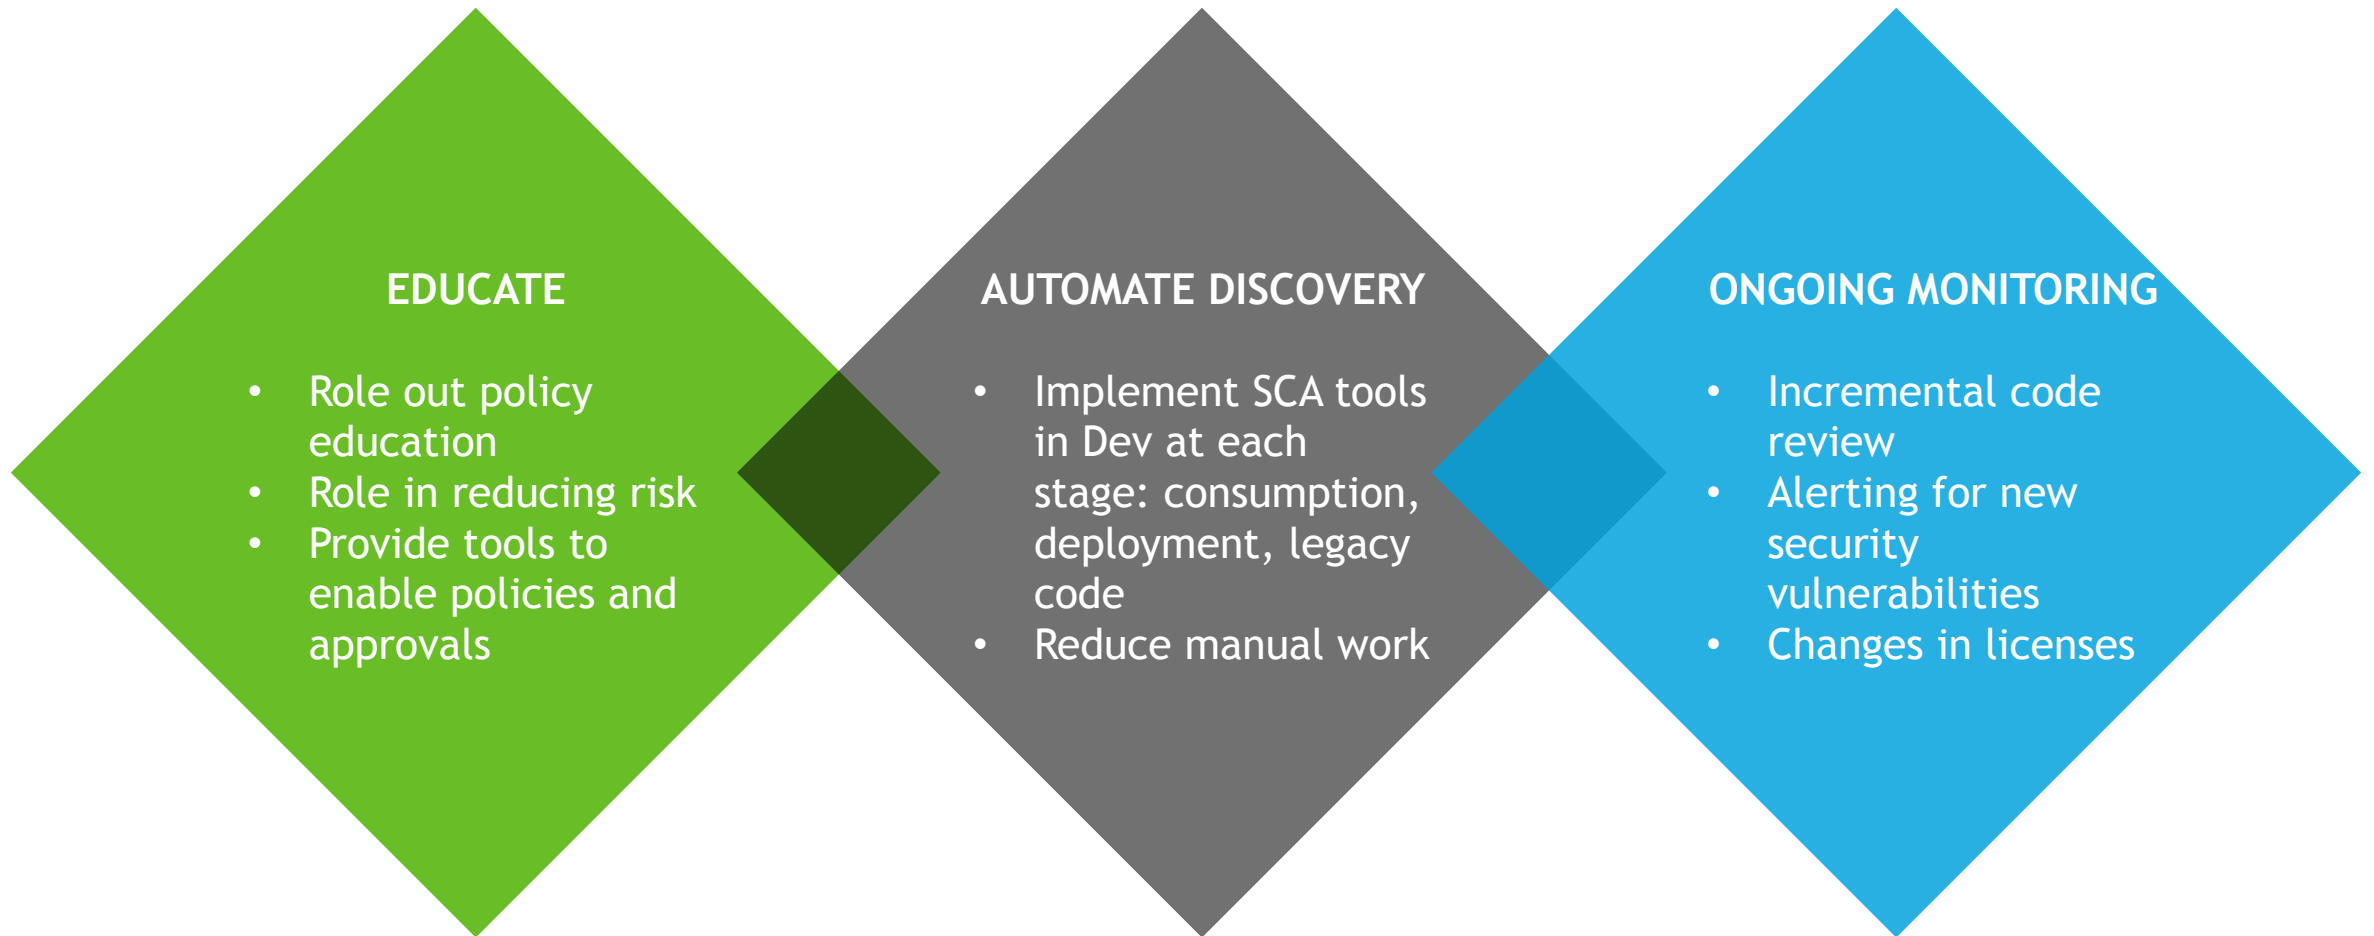 EDUCATE
• Role out policy
education
• Role in reducing risk
• Provide tools to
enable policies and
approvals
AUTOMATE DISCOVERY
• Implement SCA tools
in Dev at each
stage: consumption,
deployment, legacy
code
• Reduce manual work
ONGOING MONITORING
• Incremental code
review
• Alerting for new
security
vulnerabilities
• Changes in licenses